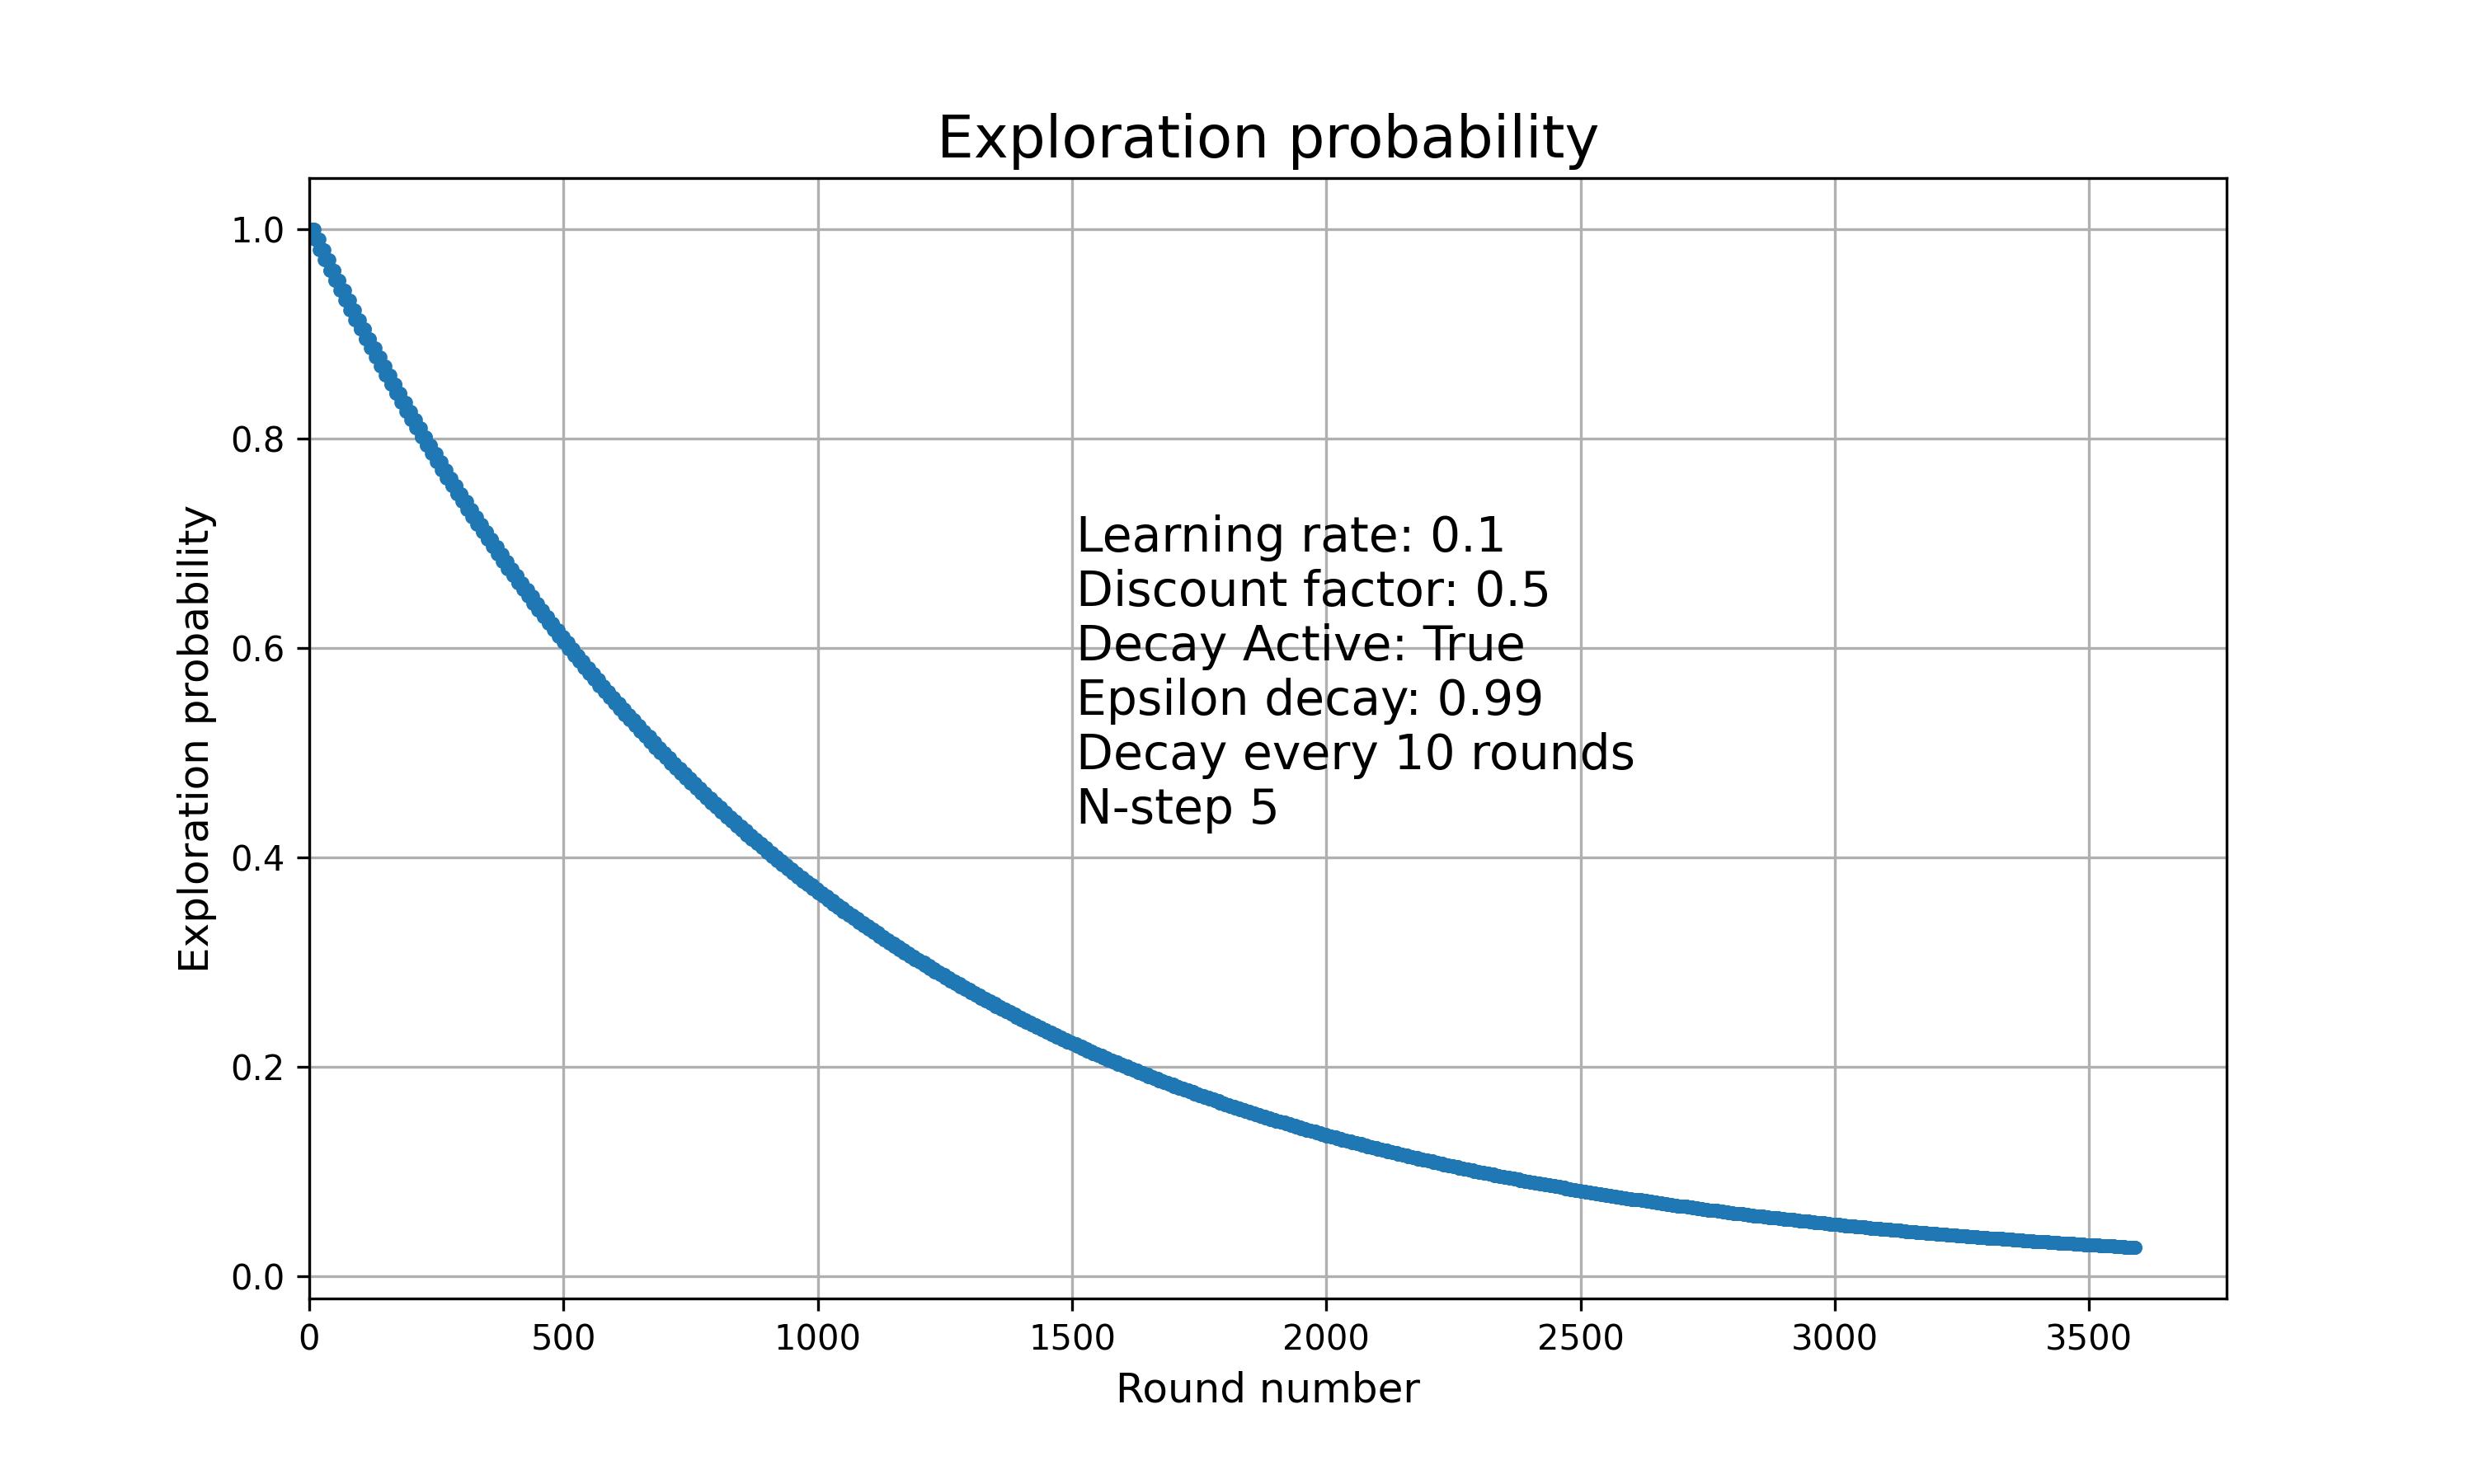 Exploration probability
Exploration probability
1.0
0.8
0.6
0.4
0.2
0.0
Learning rate: 0.1
Discount factor: 0.5
Decay Active: True
Epsilon decay: 0.99
Decay every 10 rounds
N-step 5
0 500 1000 1500 2000 2500 3000 3500
Round number